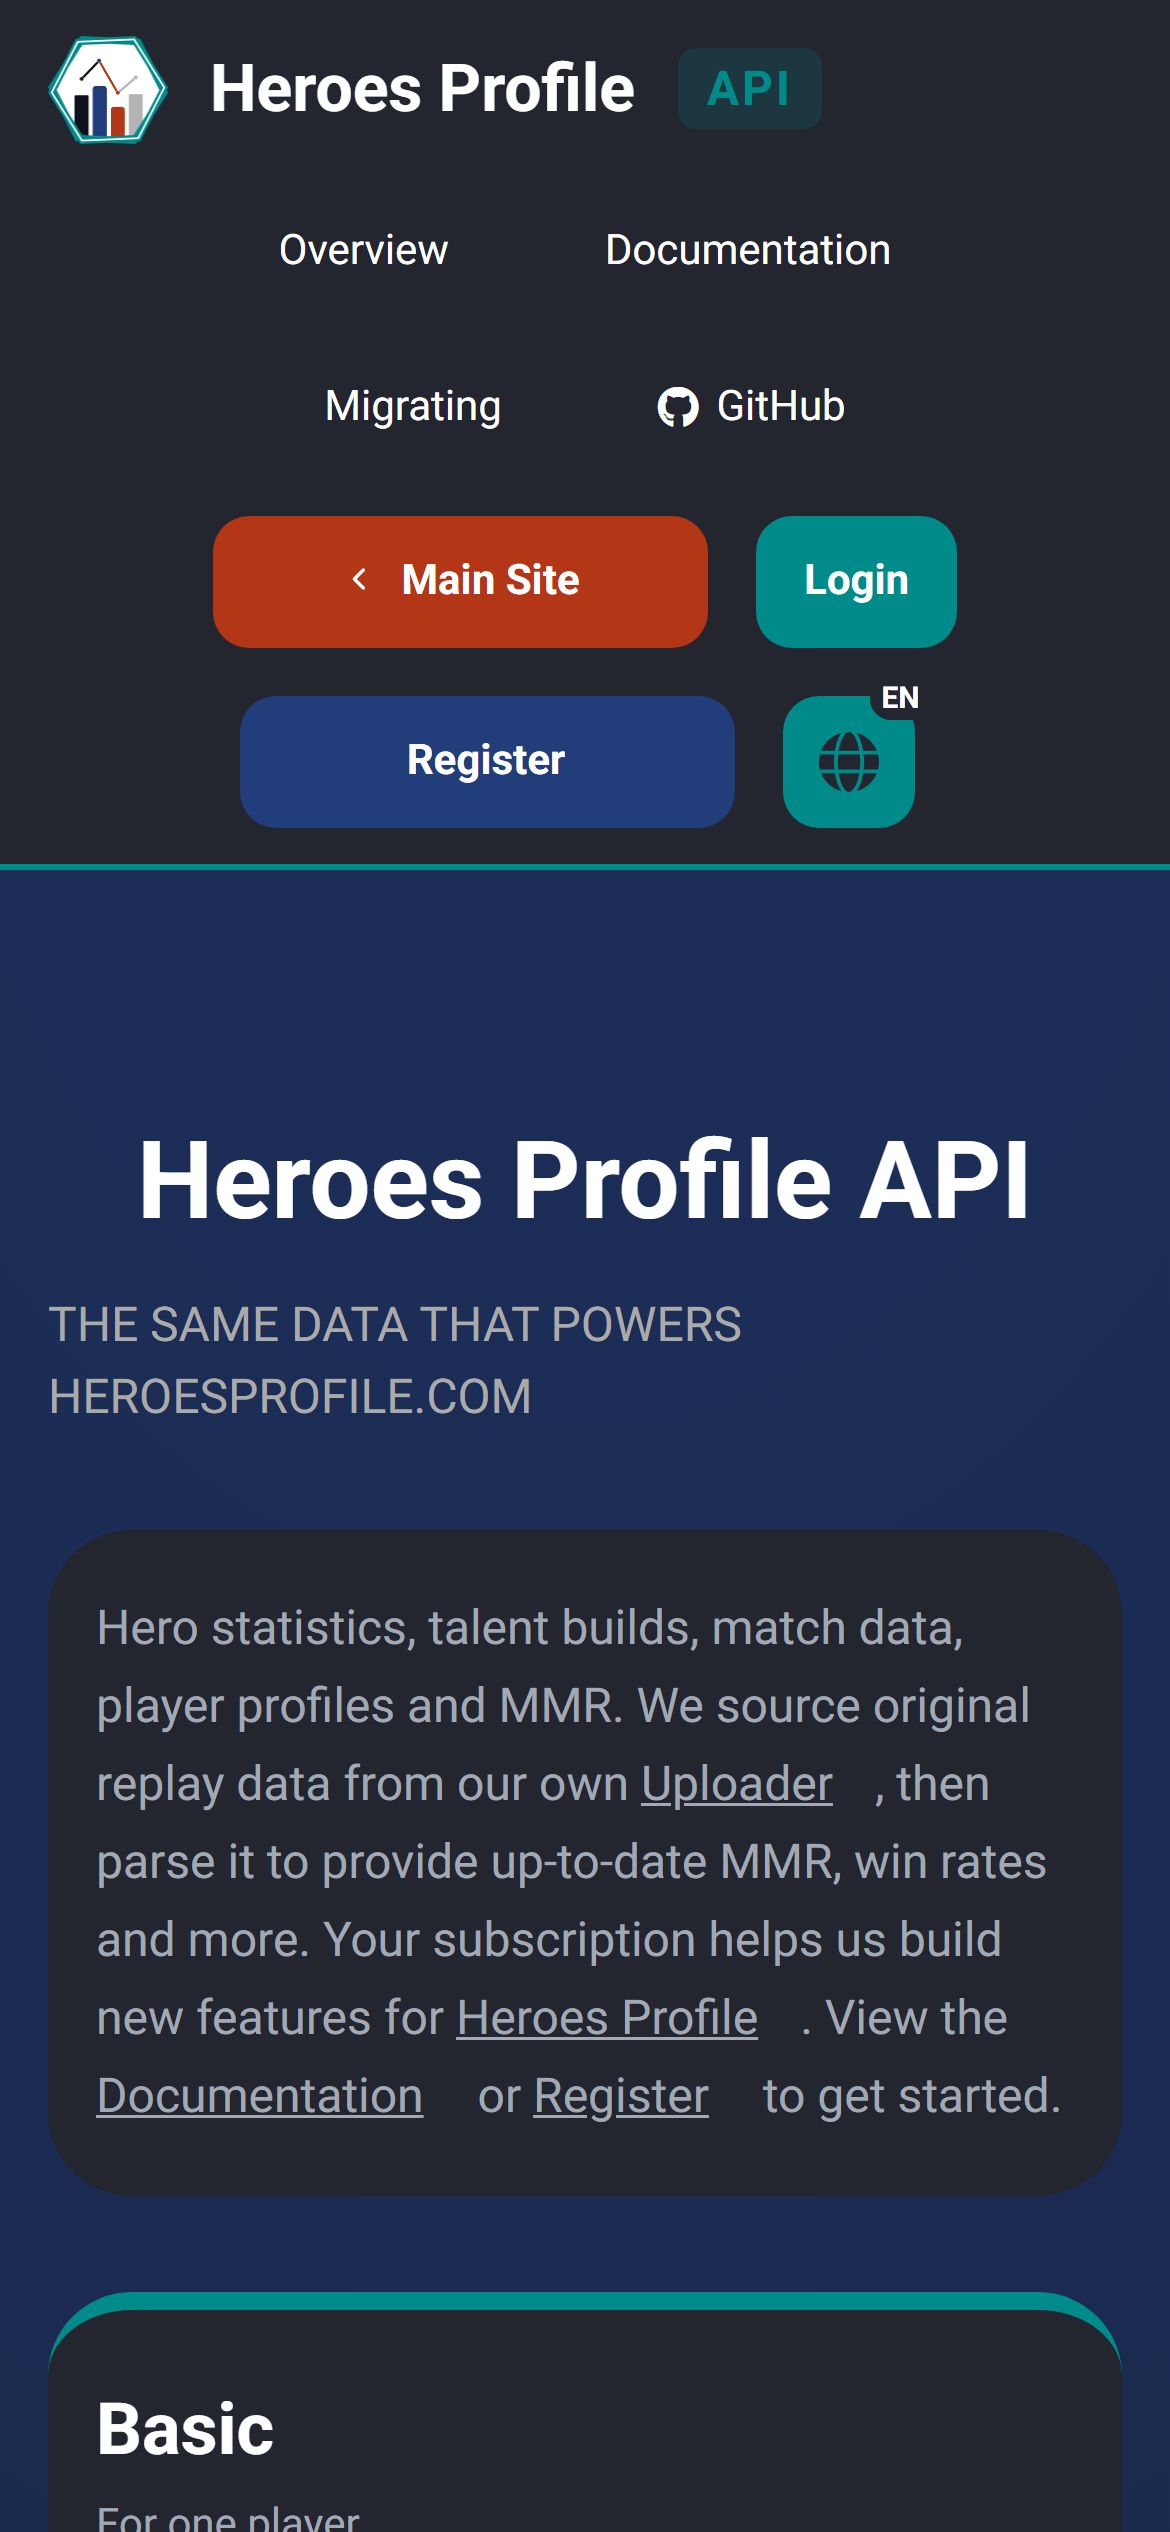 Heroes Profile API
Overview Documentation
Migrating GitHub
Main Site Login
EN
Register
Heroes Profile API
THE SAME DATA THAT POWERS
HEROESPROFILE.COM
Hero statistics, talent builds, match data,
player profiles and MMR. We source original
replay data from our own Uploader , then
parse it to provide up-to-date MMR, win rates
and more. Your subscription helps us build
new features for Heroes Profile . View the
Documentation or Register to get started.
Basic
For one player